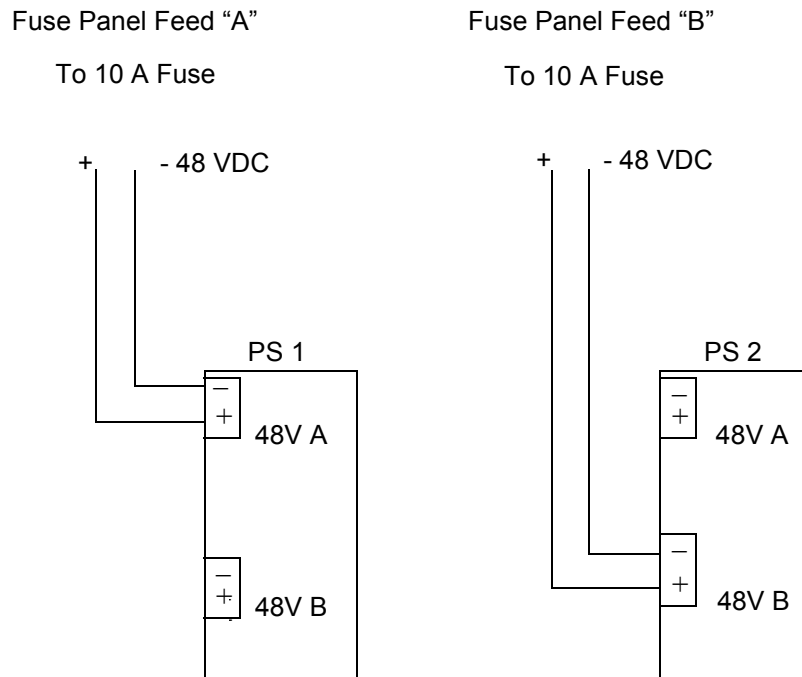 Fuse Panel Feed “A”
To 10 A Fuse
+ - 48 VDC
PS 1
−
+
48V A
−
+
48V B
Fuse Panel Feed “B”
To 10 A Fuse
+ - 48 VDC
PS 2
−
+
48V A
−
+
48V B